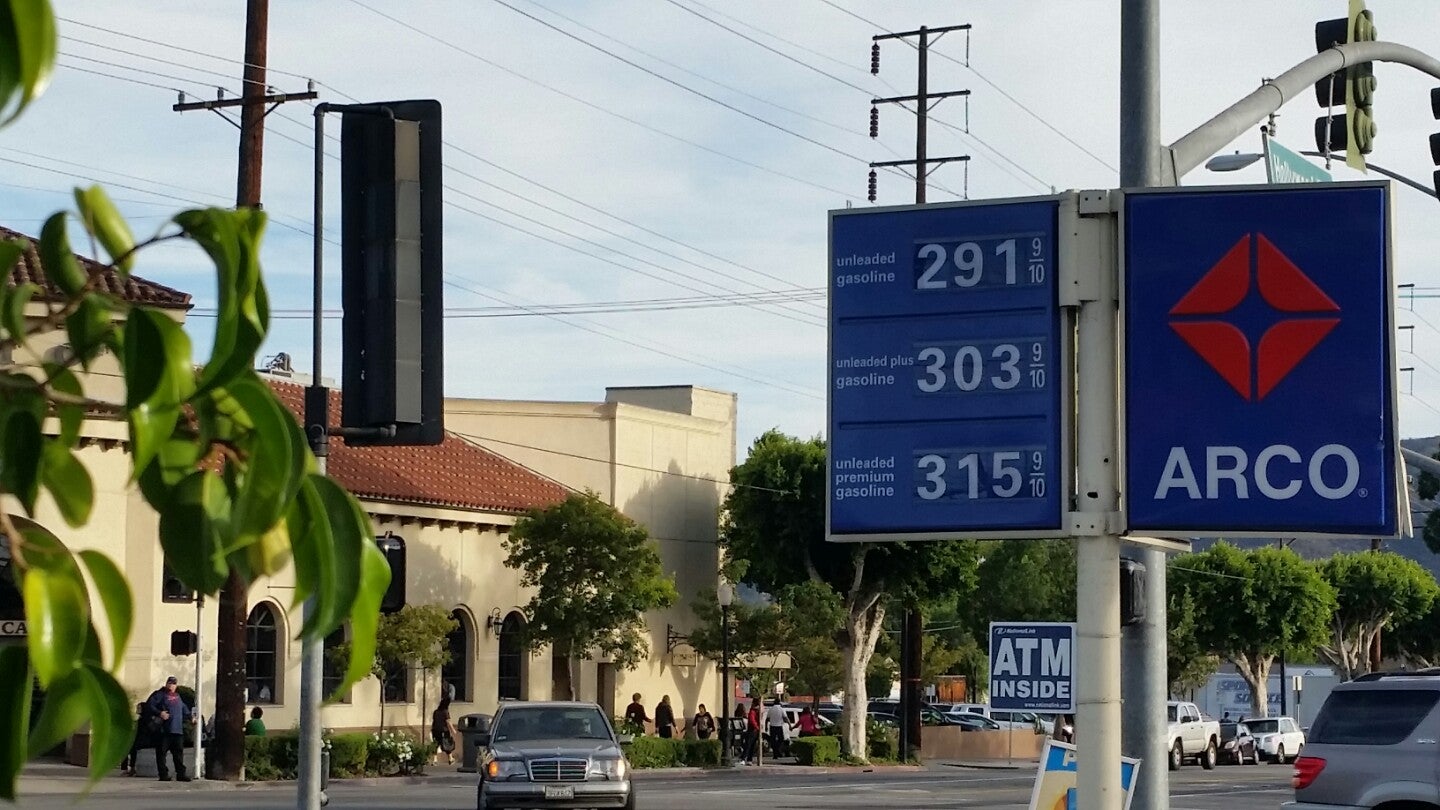 unleaded
gasoline
291 9/10
unleaded plus
gasoline
303 9/10
unleaded
premium
gasoline
315 9/10
ARCO®
ATM
INSIDE
CA